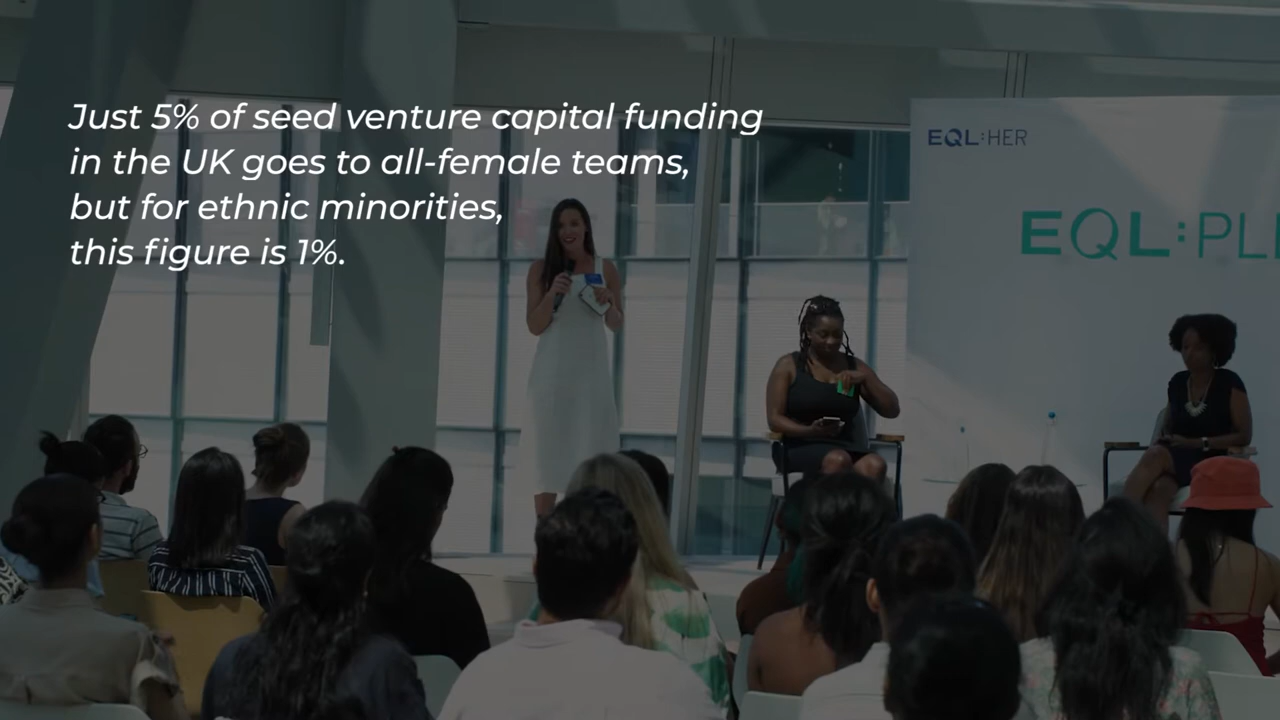 Just 5% of seed venture capital funding
in the UK goes to all-female teams,
but for ethnic minorities,
this figure is 1%.
EQL:HER
EQL:PL